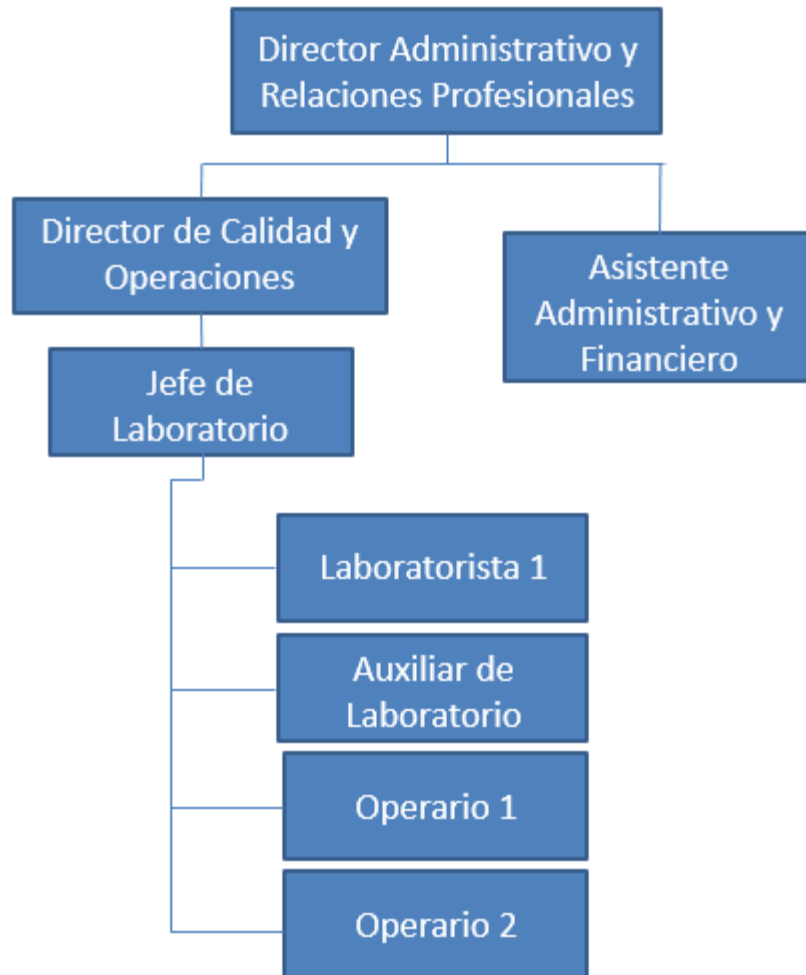 Director Administrativo y
Relaciones Profesionales
Director de Calidad y
Operaciones
Asistente
Administrativo y
Financiero
Jefe de
Laboratorio
Laboratorista 1
Auxiliar de
Laboratorio
Operario 1
Operario 2